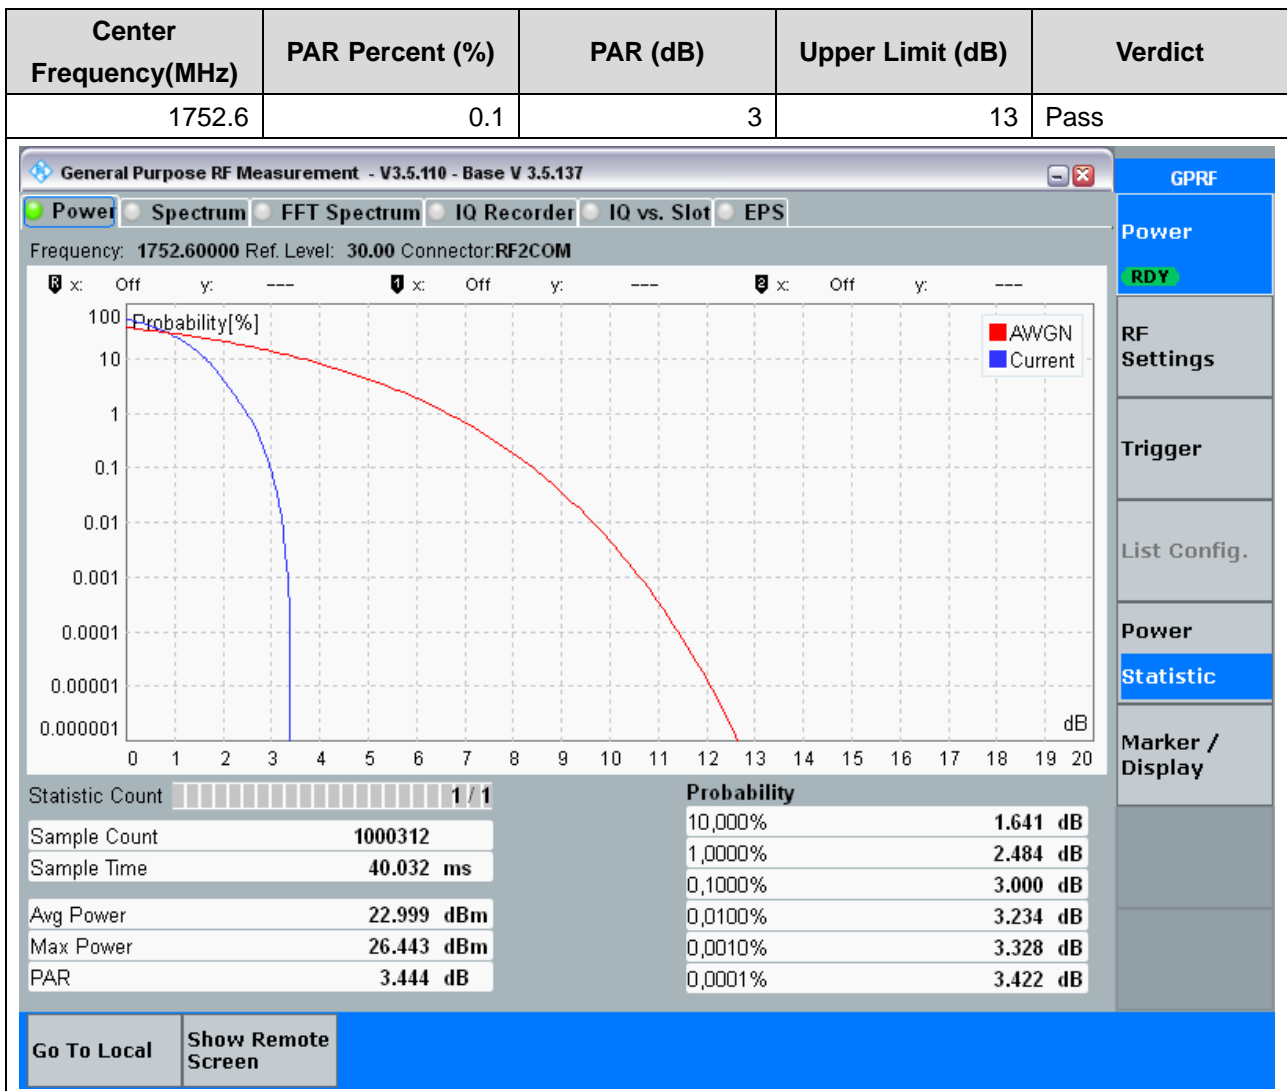 Center Frequency(MHz) PAR Percent (%) PAR (dB) Upper Limit (dB) Verdict
1752.6 0.1 3 13 Pass
General Purpose RF Measurement - V3.5.110 - Base V 3.5.137
GPRF
Power Spectrum FFT Spectrum IQ Recorder IQ vs. Slot EPS
Frequency: 1752.60000 Ref. Level: 30.00 Connector:RF2COM
R x: Off y: --- 1 x: Off y: --- 2 x: Off y: ---
Probability[%]
AWGN
Current
100
10
1
0.1
0.01
0.001
0.0001
0.00001
0.000001
dB
0 1 2 3 4 5 6 7 8 9 10 11 12 13 14 15 16 17 18 19 20
Statistic Count 1 / 1
Sample Count 1000312
Sample Time 40.032 ms
Avg Power 22.999 dBm
Max Power 26.443 dBm
PAR 3.444 dB
Probability
10,000% 1.641 dB
1,0000% 2.484 dB
0,1000% 3.000 dB
0,0100% 3.234 dB
0,0010% 3.328 dB
0,0001% 3.422 dB
Power
RDY
RF
Settings
Trigger
List Config.
Power
Statistic
Marker /
Display
Go To Local
Show Remote
Screen